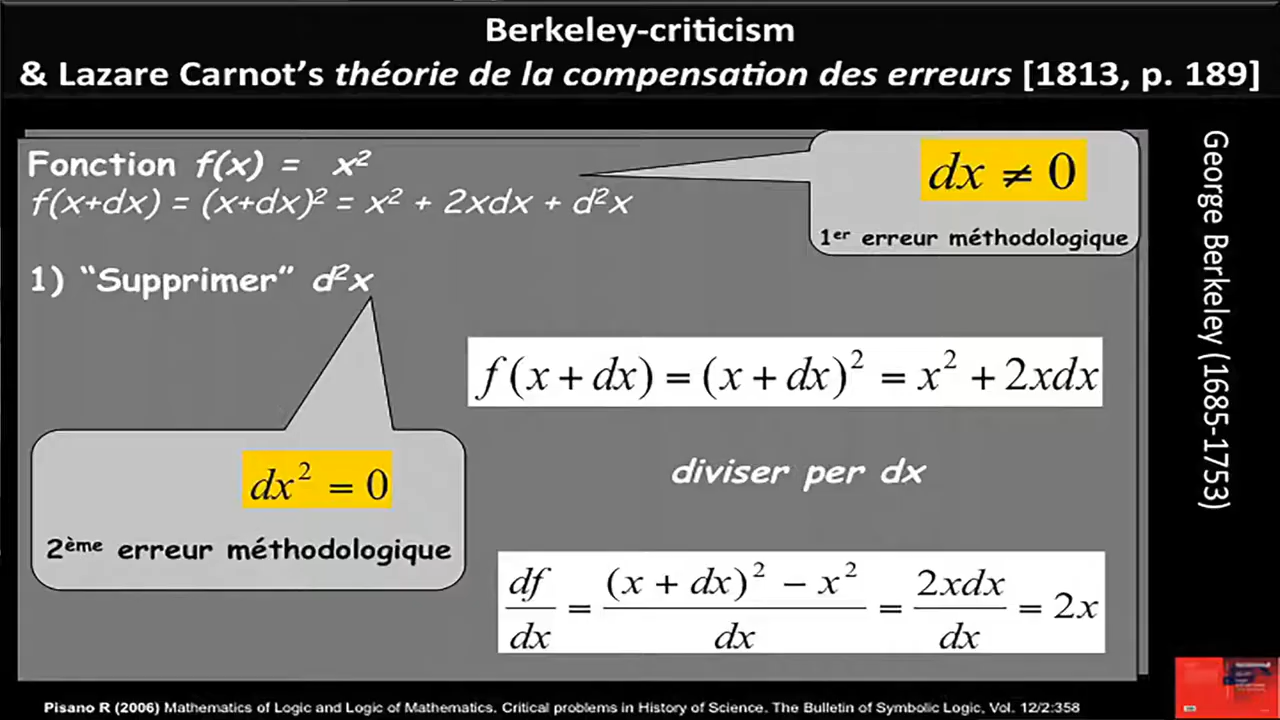 Berkeley-criticism
& Lazare Carnot's théorie de la compensation des erreurs [1813, p. 189]
Fonction f(x) = x²
f(x+dx) = (x+dx)² = x² + 2xdx + d²x
dx ≠ 0
1er erreur méthodologique
1) "Supprimer" d²x
f(x + dx) = (x + dx)² = x² + 2xdx
dx² = 0
2ème erreur méthodologique
diviser per dx
df/dx = ((x + dx)² − x²)/dx = 2xdx/dx = 2x
George Berkeley (1685-1753)
Pisano R (2006) Mathematics of Logic and Logic of Mathematics. Critical problems in History of Science. The Bulletin of Symbolic Logic, Vol. 12/2:358